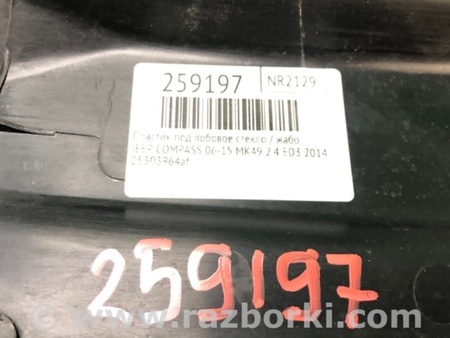 259197
NR2129
Пластик под лобовое стекло / жабо
JEEP COMPASS 06-15 MK49 2.4 ED3 2014
05303964af
259197
© www.razborki.com